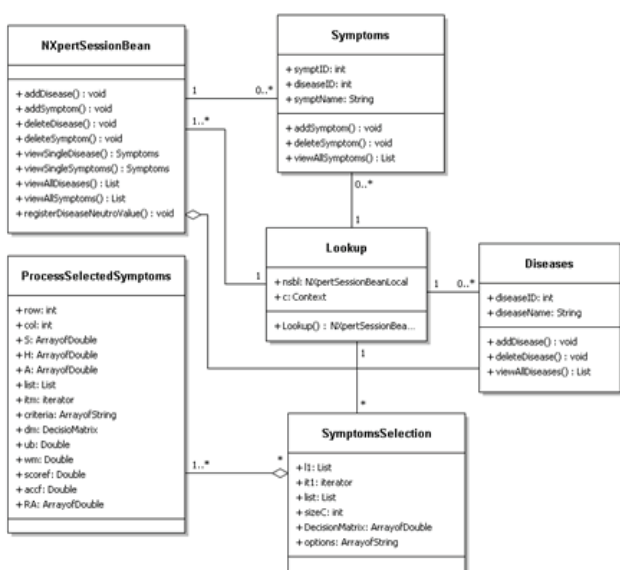 NXpertSessionBean
+ addDisease() : void
+ addSymptom() : void
+ deleteDisease() : void
+ deleteSymptom() : void
+ viewSingleDisease() : Symptoms
+ viewSingleSymptoms() : Symptoms
+ viewAllDiseases() : List
+ viewAllSymptoms() : List
+ registerDiseaseNeutroValue() : void
Symptoms
+ symptID: int
+ diseaseID: int
+ symptName: String
+ addSymptom() : void
+ deleteSymptom() : void
+ viewAllSymptoms() : List
1
0..*
1..*
1
0..*
1
Lookup
+ nsbl: NXpertSessionBeanLocal
+ c: Context
+ Lookup() : NXpertSessionBea...
1
0..*
Diseases
+ diseaseID: int
+ diseaseName: String
+ addDisease() : void
+ deleteDisease() : void
+ viewAllDiseases() : List
ProcessSelectedSymptoms
+ row: int
+ col: int
+ S: ArrayofDouble
+ H: ArrayofDouble
+ A: ArrayofDouble
+ list: List
+ itm: iterator
+ criteria: ArrayofString
+ dm: DecisioMatrix
+ ub: Double
+ wm: Double
+ scoref: Double
+ accf: Double
+ RA: ArrayofDouble
1
*
1..*
*
SymptomsSelection
+ l1: List
+ it1: iterator
+ list: List
+ sizeC: int
+ DecisionMatrix: ArrayofDouble
+ options: ArrayofString